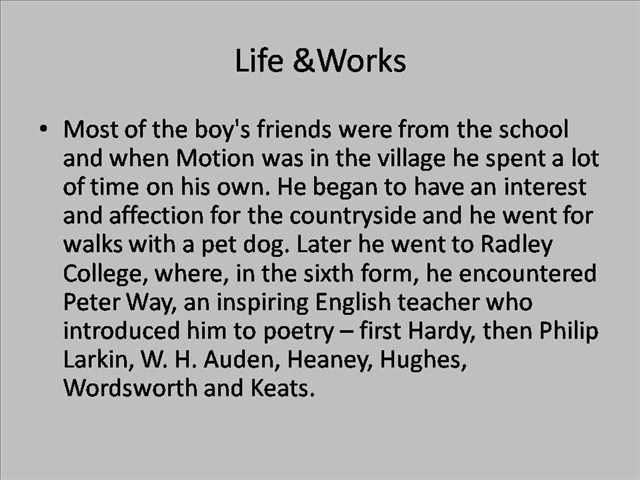 Life &Works
• Most of the boy's friends were from the school
and when Motion was in the village he spent a lot
of time on his own. He began to have an interest
and affection for the countryside and he went for
walks with a pet dog. Later he went to Radley
College, where, in the sixth form, he encountered
Peter Way, an inspiring English teacher who
introduced him to poetry – first Hardy, then Philip
Larkin, W. H. Auden, Heaney, Hughes,
Wordsworth and Keats.